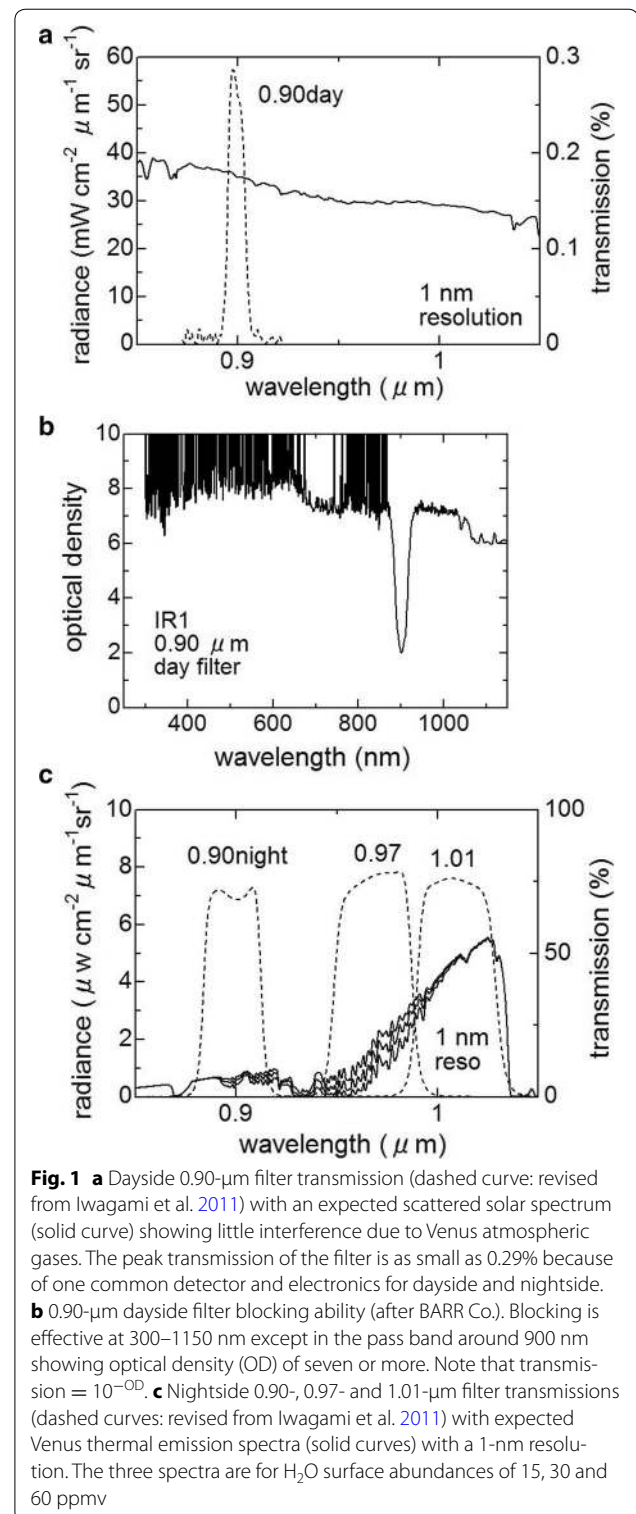 a
60
50
40
30
20
10
0
radiance (mW cm-2 μm-1 sr-1)
0.90day
1 nm
resolution
0.3
0.2
0.1
0
transmission (%)
0.9
1
wavelength (μm)
b
10
8
6
4
2
0
optical density
IR1
0.90 μm
day filter
400
600
800
1000
wavelength (nm)
c
10
8
6
4
2
0
radiance (μw cm-2 μm-1sr-1)
0.90night
0.97
1.01
1 nm
reso
100
50
0
transmission (%)
0.9
1
wavelength (μm)
Fig. 1 a Dayside 0.90-μm filter transmission (dashed curve: revised
from Iwagami et al. 2011) with an expected scattered solar spectrum
(solid curve) showing little interference due to Venus atmospheric
gases. The peak transmission of the filter is as small as 0.29% because
of one common detector and electronics for dayside and nightside.
b 0.90-μm dayside filter blocking ability (after BARR Co.). Blocking is
effective at 300–1150 nm except in the pass band around 900 nm
showing optical density (OD) of seven or more. Note that transmis-
sion = 10−OD. c Nightside 0.90-, 0.97- and 1.01-μm filter transmissions
(dashed curves: revised from Iwagami et al. 2011) with expected
Venus thermal emission spectra (solid curves) with a 1-nm resolu-
tion. The three spectra are for H2O surface abundances of 15, 30 and
60 ppmv